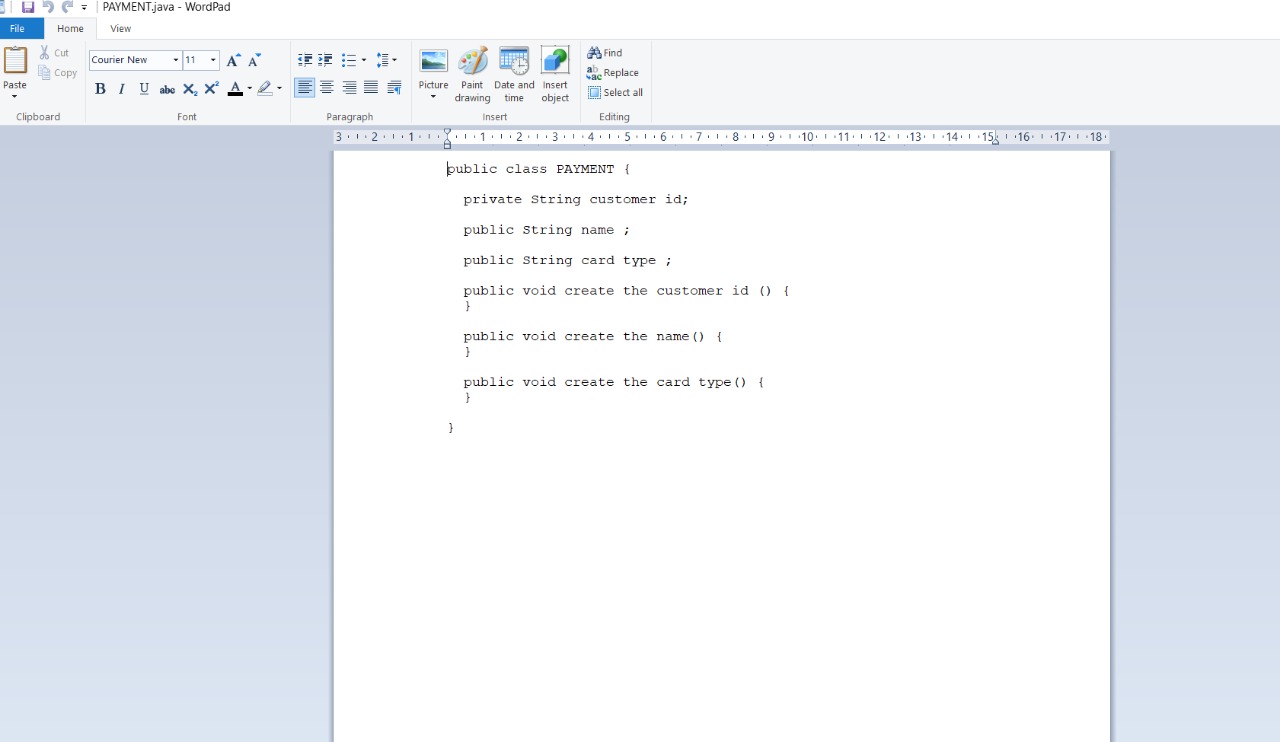 PAYMENT.java - WordPad
File Home View
Paste
Cut
Copy
Clipboard
Courier New 11 A A
B I U abc X₂ X² A
Font
Paragraph
Picture
Paint drawing
Date and time
Insert object
Insert
Find
Replace
Select all
Editing
3 2 1 1 2 3 4 5 6 7 8 9 10 11 12 13 14 15 16 17 18
public class PAYMENT {
private String customer id;
public String name ;
public String card type ;
public void create the customer id () {
}
public void create the name() {
}
public void create the card type() {
}
}